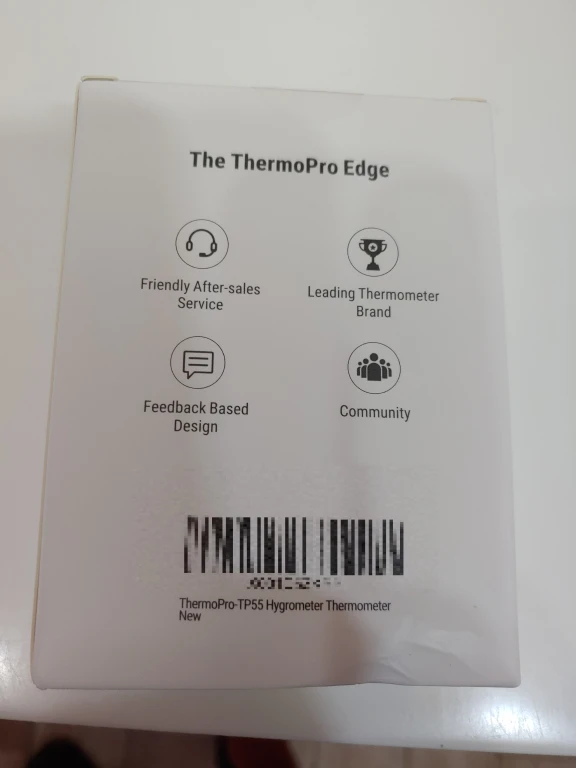 The ThermoPro Edge
Friendly After-sales
Service
Leading Thermometer
Brand
Feedback Based
Design
Community
ThermoPro-TP55 Hygrometer Thermometer
New